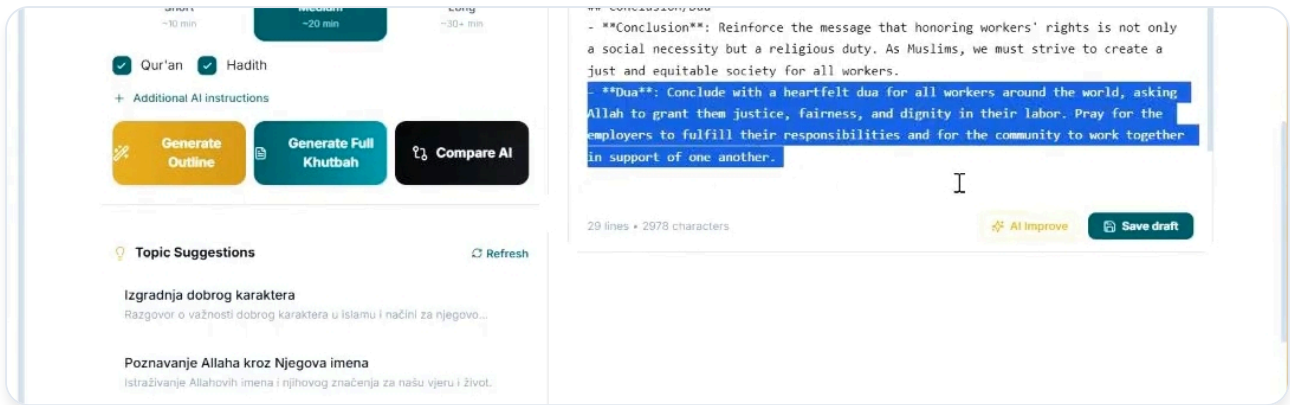 Short
Medium
Long
~10 min
~20 min
~30+ min
Qur'an
Hadith
+ Additional AI instructions
Generate
Outline
Generate Full
Khutbah
Compare AI
Topic Suggestions
Refresh
Izgradnja dobrog karaktera
Razgovor o važnosti dobrog karaktera u islamu i načini za njegovo...
Poznavanje Allaha kroz Njegova imena
Istraživanje Allahovih imena i njihovog značenja za našu vjeru i život.
## Conclusion/Dua
- **Conclusion**: Reinforce the message that honoring workers' rights is not only
a social necessity but a religious duty. As Muslims, we must strive to create a
just and equitable society for all workers.
- **Dua**: Conclude with a heartfelt dua for all workers around the world, asking
Allah to grant them justice, fairness, and dignity in their labor. Pray for the
employers to fulfill their responsibilities and for the community to work together
in support of one another.
29 lines • 2978 characters
AI Improve
Save draft